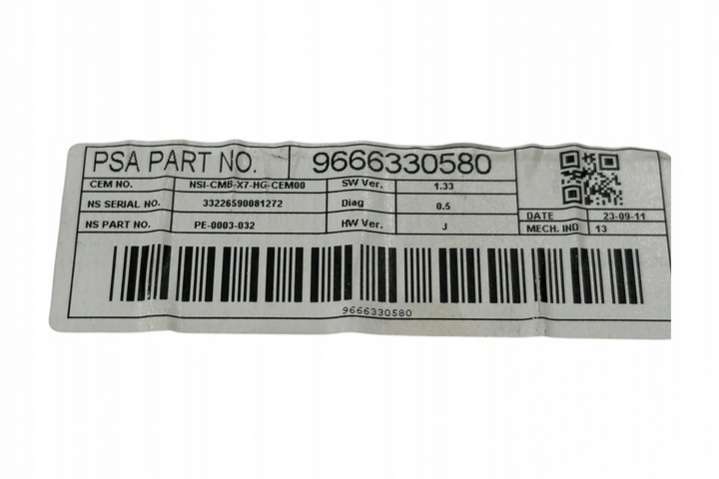 PSA PART NO. 9666330580
CEM NO. NSI-CMB-X7-HG-CEM00 SW Ver. 1.33
NS SERIAL NO. 33226590081272 Diag 0.5
NS PART NO. PE-0003-032 HW Ver. J
DATE 23-09-11
MECH. IND 13
9666330580